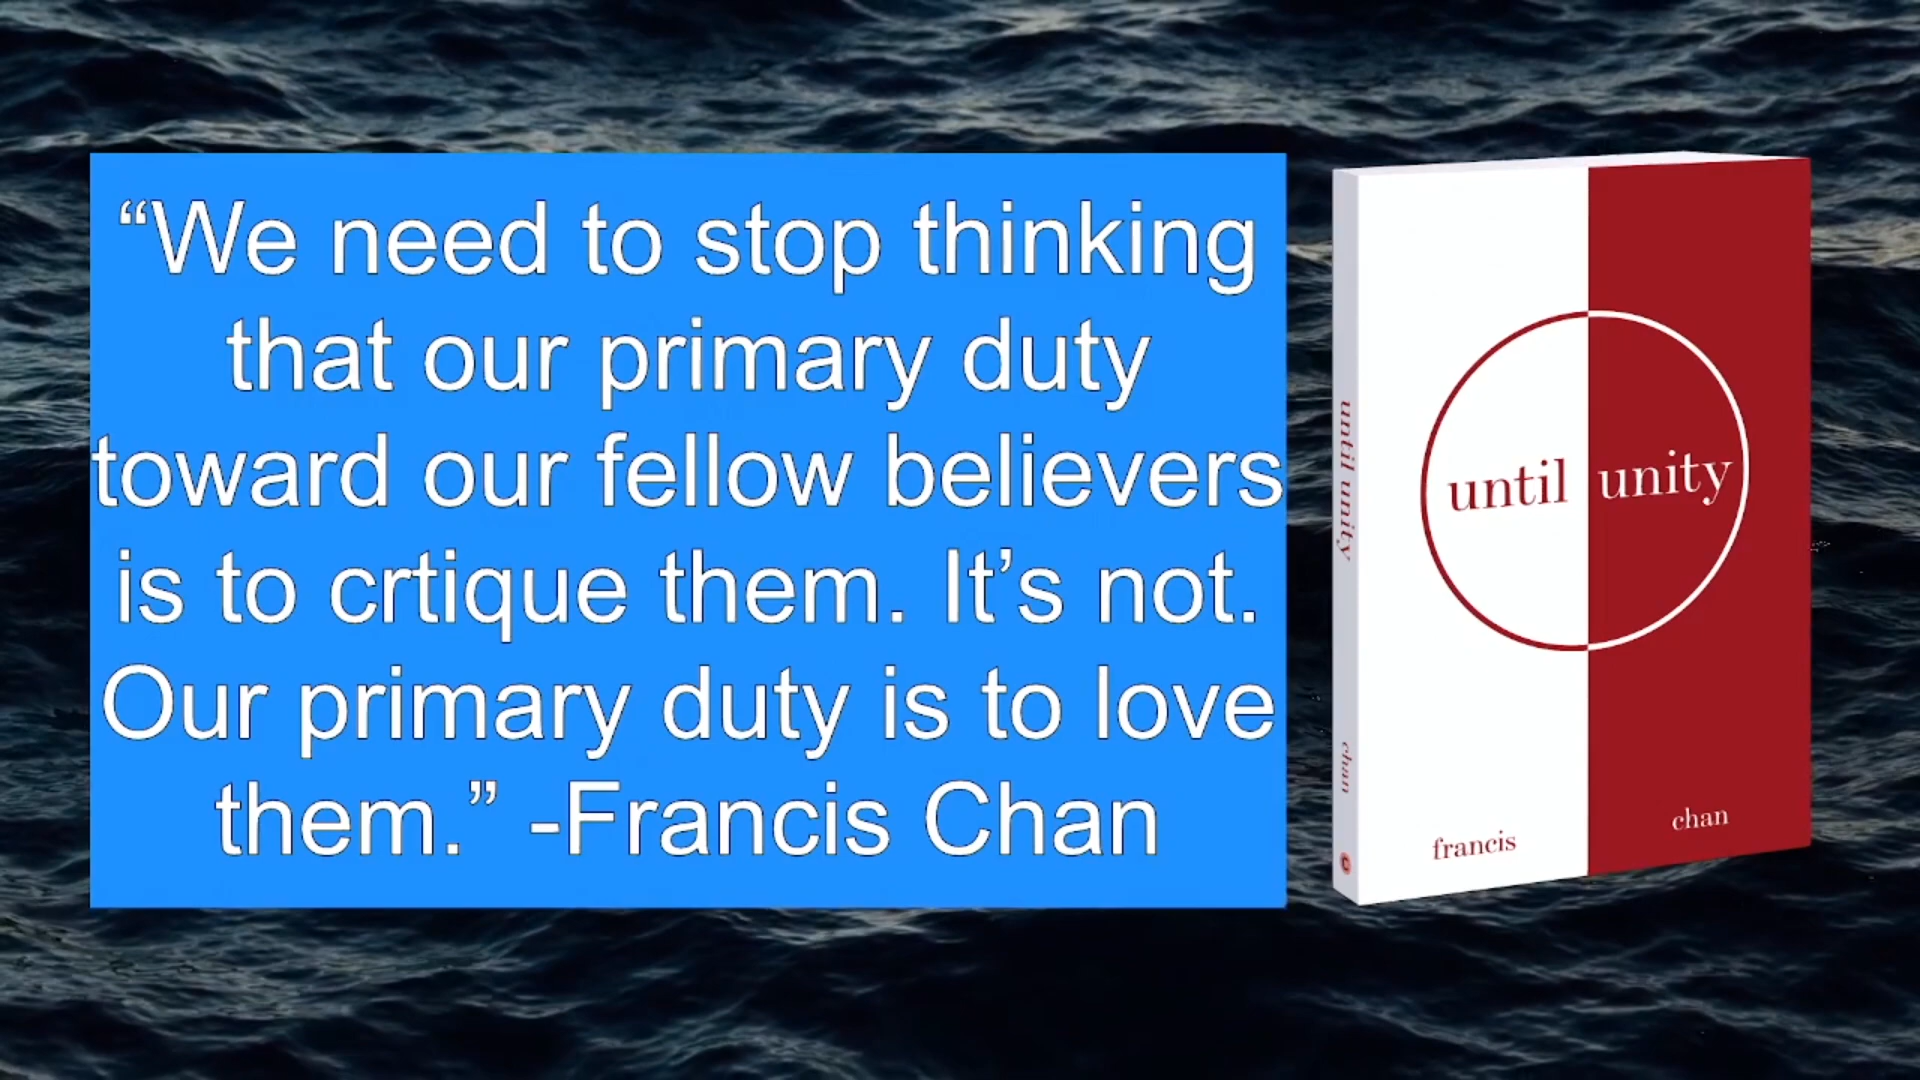 “We need to stop thinking
that our primary duty
toward our fellow believers
is to crtique them. It’s not.
Our primary duty is to love
them.” -Francis Chan
until unity
chan
until unity
francis
chan